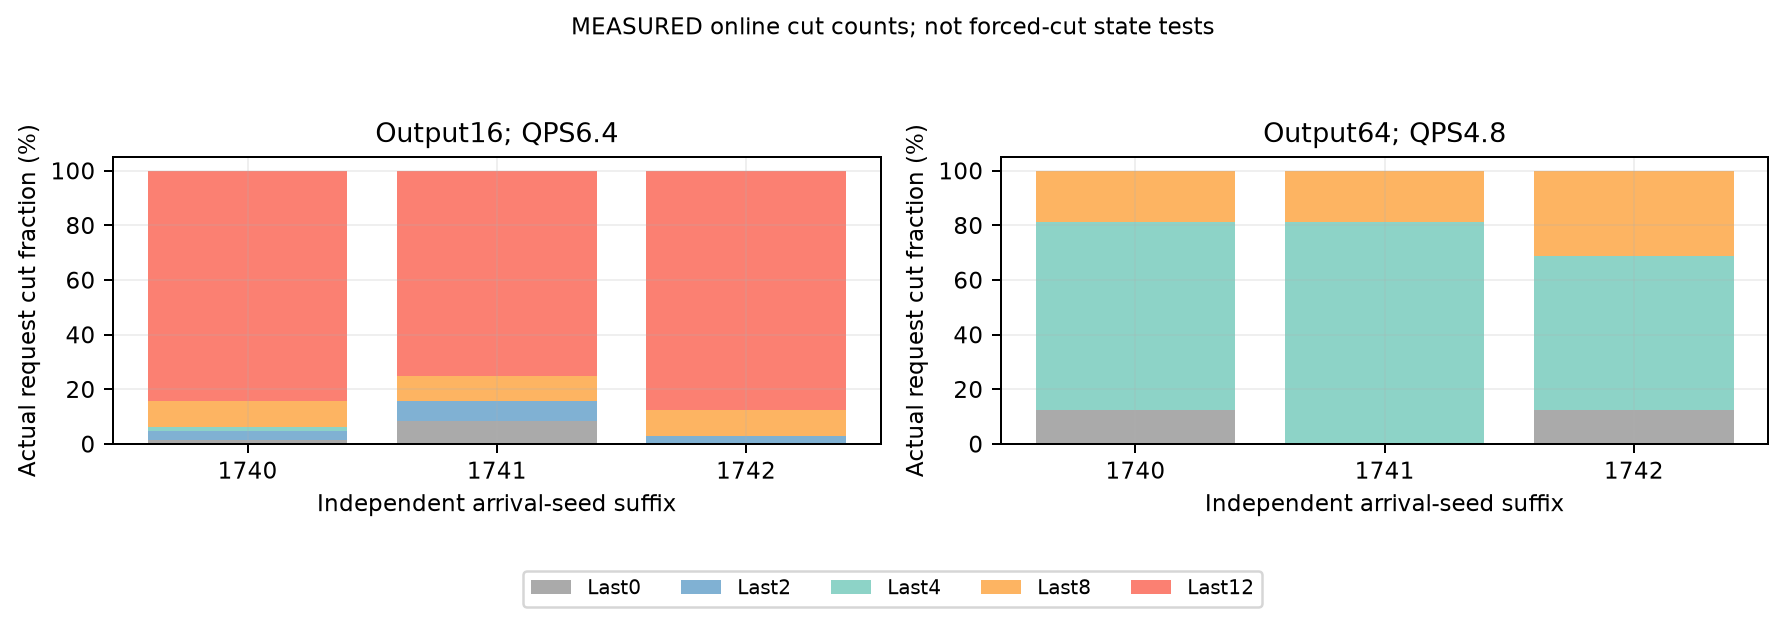 MEASURED online cut counts; not forced-cut state tests
Output16; QPS6.4
Actual request cut fraction (%)
100
80
60
40
20
0
1740
1741
1742
Independent arrival-seed suffix
Output64; QPS4.8
Actual request cut fraction (%)
100
80
60
40
20
0
1740
1741
1742
Independent arrival-seed suffix
Last0
Last2
Last4
Last8
Last12